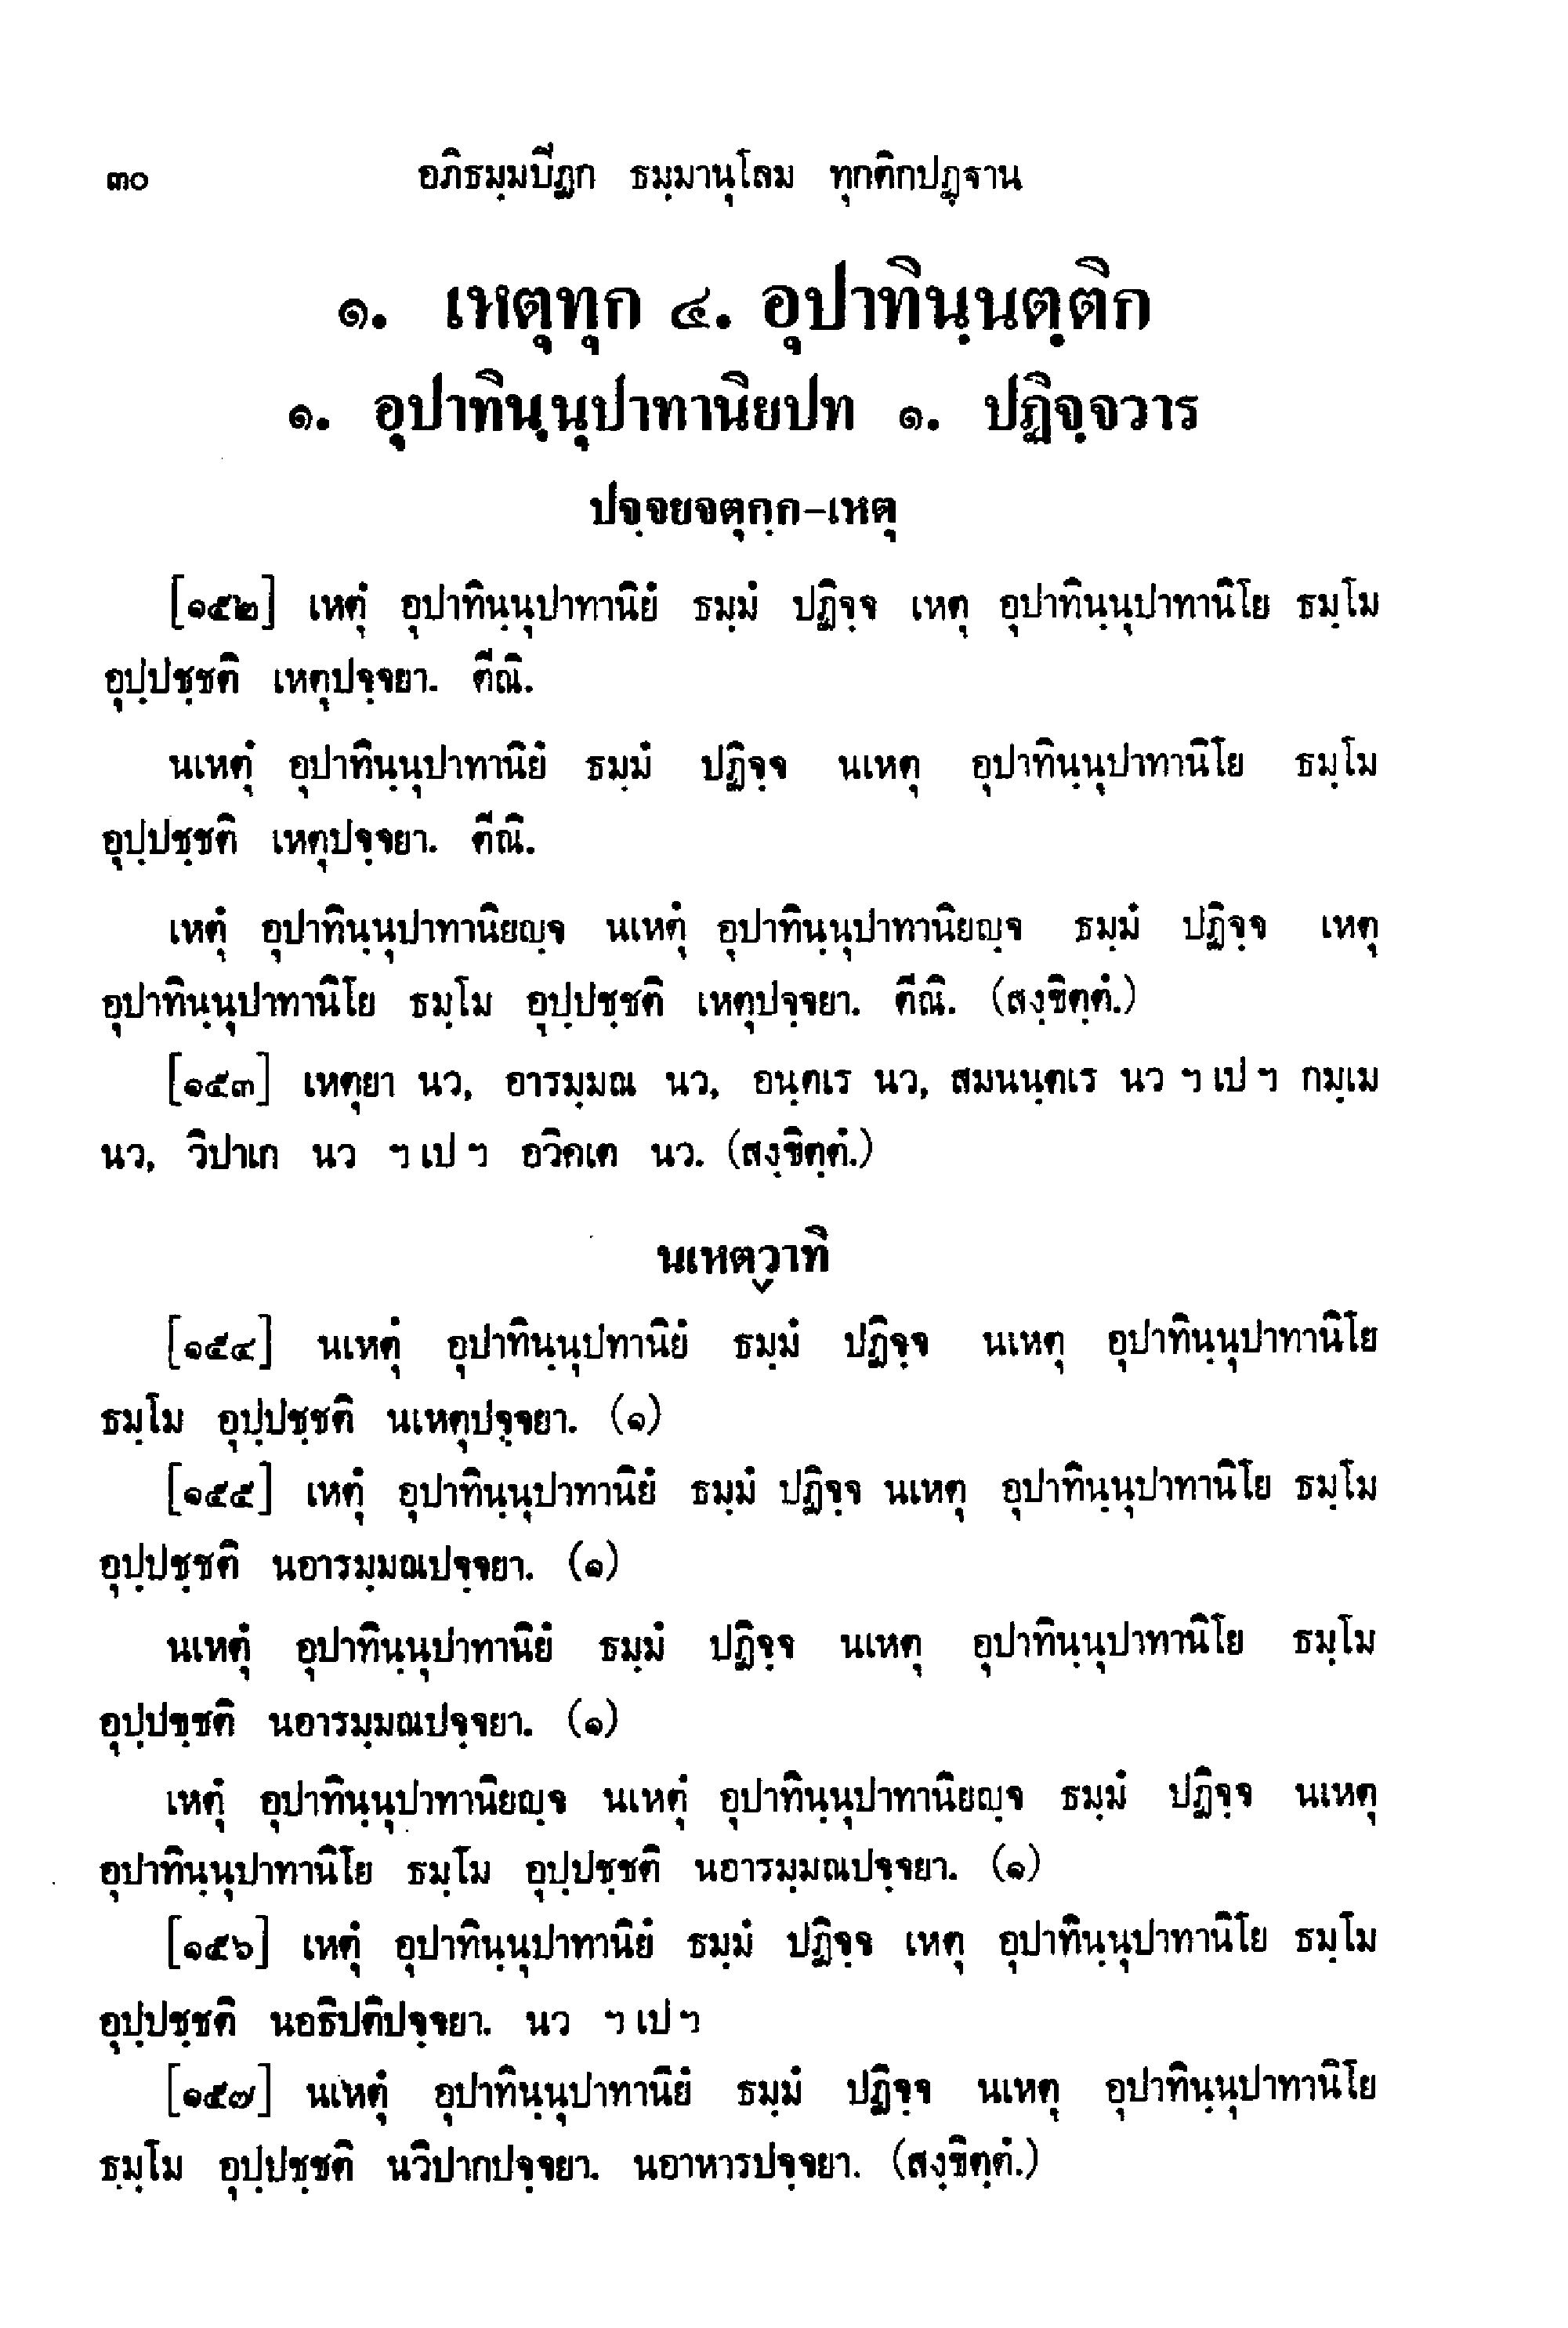 ๓๐ อภิธมฺมปิฏก ธมฺมานุโลม ทุกติกปฏฺฐาน
๑. เหตุทุก ๔. อุปาทินฺนตฺติก
๑. อุปาทินฺนุปาทานิยปท ๑. ปฏิจฺจวาร
ปจฺจยจตุกฺก-เหตุ
[๑๕๒] เหตุํ อุปาทินฺนุปาทานิยํ ธมฺมํ ปฏิจฺจ เหตุ อุปาทินฺนุปาทานิโย ธมฺโม
อุปฺปชฺชติ เหตุปจฺจยา. ตีณิ.
นเหตุํ อุปาทินฺนุปาทานิยํ ธมฺมํ ปฏิจฺจ นเหตุ อุปาทินฺนุปาทานิโย ธมฺโม
อุปฺปชฺชติ เหตุปจฺจยา. ตีณิ.
เหตุํ อุปาทินฺนุปาทานิยญฺจ นเหตุํ อุปาทินฺนุปาทานิยญฺจ ธมฺมํ ปฏิจฺจ เหตุ
อุปาทินฺนุปาทานิโย ธมฺโม อุปฺปชฺชติ เหตุปจฺจยา. ตีณิ. (สงฺขิตฺตํ.)
[๑๕๓] เหตุยา นว, อารมฺมณ นว, อนฺตเร นว, สมนนฺตเร นว ฯ เป ฯ กมฺเม
นว, วิปาเก นว ฯ เป ฯ อวิคเต นว. (สงฺขิตฺตํ.)
นเหตฺวาทิ
[๑๕๔] นเหตุํ อุปาทินฺนุปทานิยํ ธมฺมํ ปฏิจฺจ นเหตุ อุปาทินฺนุปาทานิโย
ธมฺโม อุปฺปชฺชติ นเหตุปจฺจยา. (๑)
[๑๕๕] เหตุํ อุปาทินฺนุปาทานิยํ ธมฺมํ ปฏิจฺจ นเหตุ อุปาทินฺนุปาทานิโย ธมฺโม
อุปฺปชฺชติ นอารมฺมณปจฺจยา. (๑)
นเหตุํ อุปาทินฺนุปาทานิยํ ธมฺมํ ปฏิจฺจ นเหตุ อุปาทินฺนุปาทานิโย ธมฺโม
อุปฺปชฺชติ นอารมฺมณปจฺจยา. (๑)
เหตุํ อุปาทินฺนุปาทานิยญฺจ นเหตุํ อุปาทินฺนุปาทานิยญฺจ ธมฺมํ ปฏิจฺจ นเหตุ
อุปาทินฺนุปาทานิโย ธมฺโม อุปฺปชฺชติ นอารมฺมณปจฺจยา. (๑)
[๑๕๖] เหตุํ อุปาทินฺนุปาทานิยํ ธมฺมํ ปฏิจฺจ เหตุ อุปาทินฺนุปาทานิโย ธมฺโม
อุปฺปชฺชติ นอธิปติปจฺจยา. นว ฯ เป ฯ
[๑๕๗] นเหตุํ อุปาทินฺนุปาทานิยํ ธมฺมํ ปฏิจฺจ นเหตุ อุปาทินฺนุปาทานิโย
ธมฺโม อุปฺปชฺชติ นวิปากปจฺจยา. นอาหารปจฺจยา. (สงฺขิตฺตํ.)